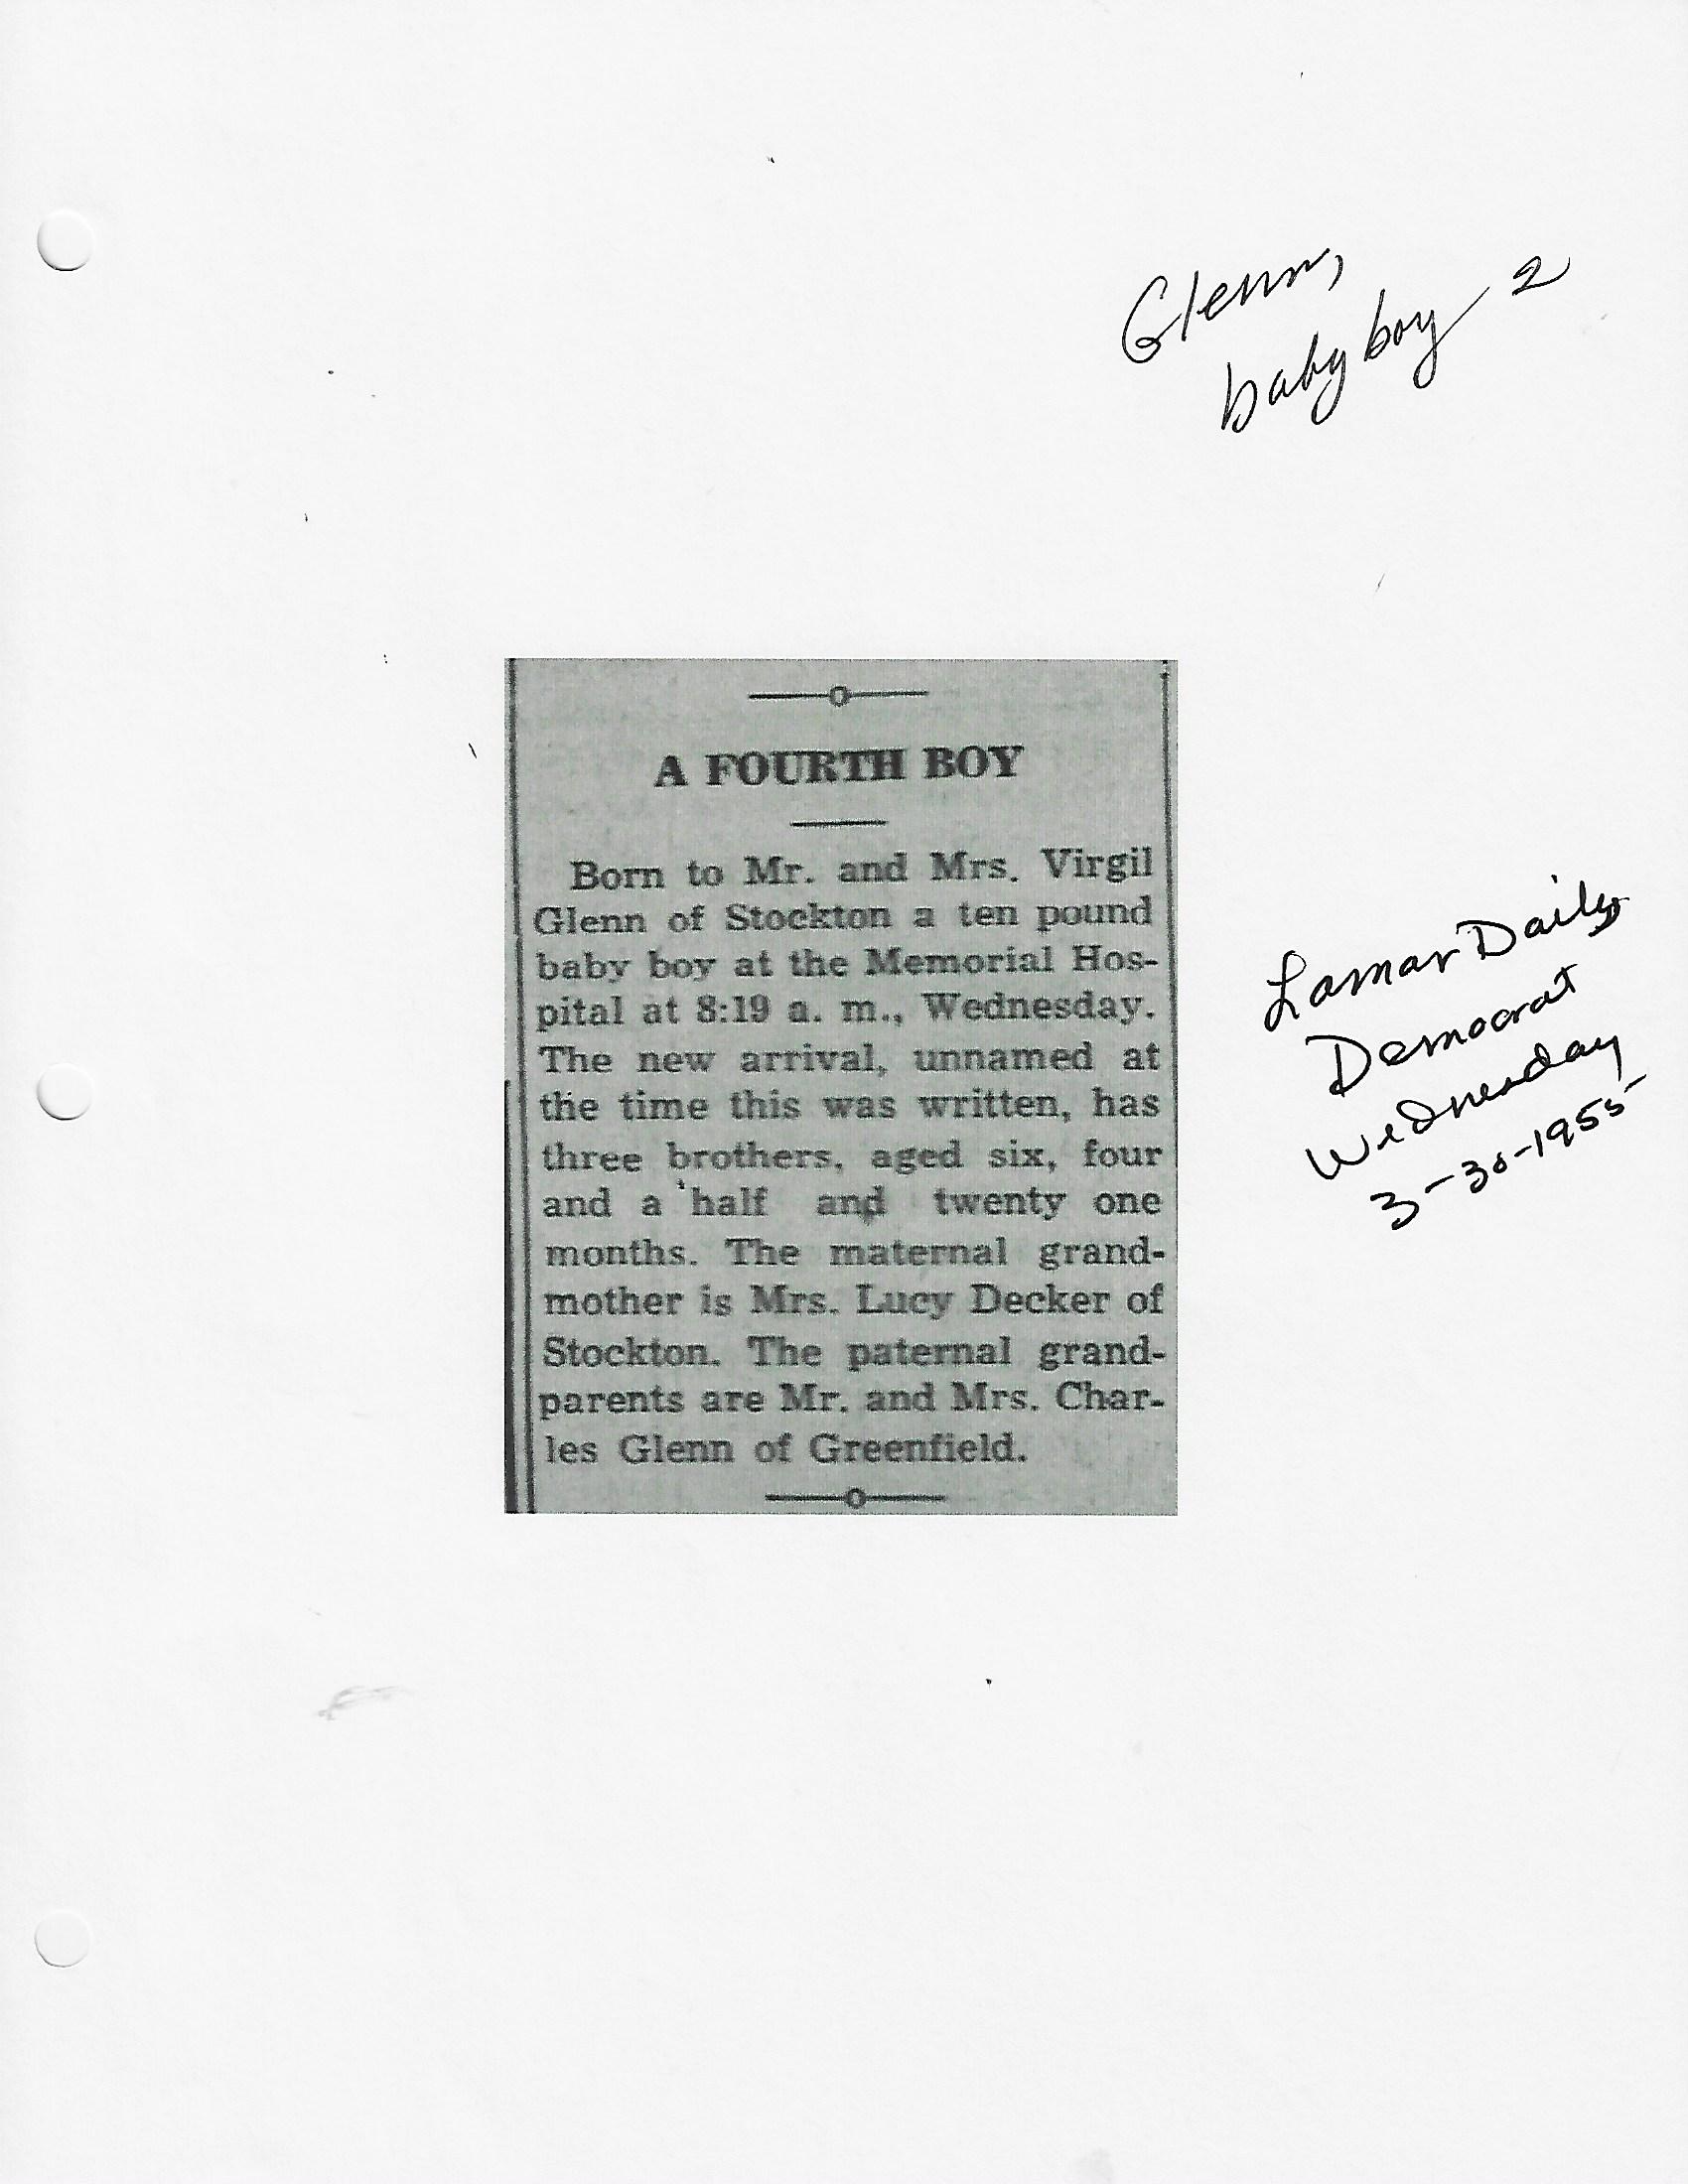 Glenn,
baby boy 2
A FOURTH BOY
Born to Mr. and Mrs. Virgil
Glenn of Stockton a ten pound
baby boy at the Memorial Hos-
pital at 8:19 a. m., Wednesday.
The new arrival, unnamed at
the time this was written, has
three brothers, aged six, four
and a half and twenty one
months. The maternal grand-
mother is Mrs. Lucy Decker of
Stockton. The paternal grand-
parents are Mr. and Mrs. Char-
les Glenn of Greenfield.
Lamar Daily
Democrat
Wednesday
3-30-1955